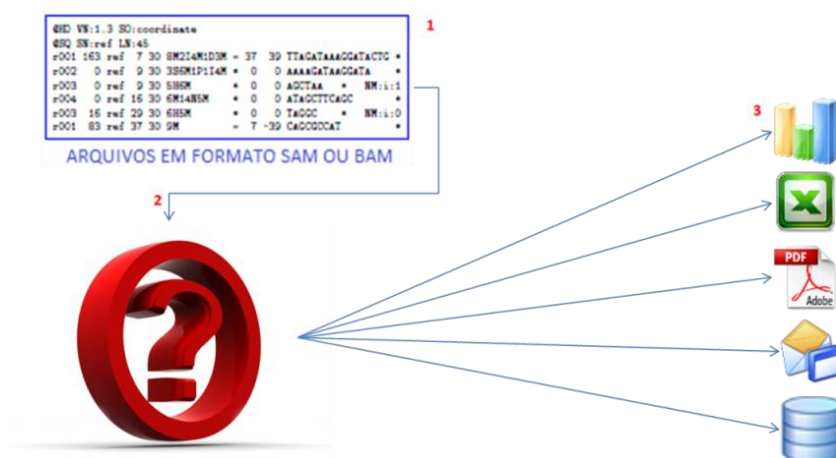 @HD VN:1.3 SO:coordinate
@SQ SN:ref LN:45
r001 163 ref 7 30 8M2I4M1D3M = 37 39 TTAGATAAAGGATACTG *
r002 0 ref 9 30 3S6M1P1I4M * 0 0 AAAAGATAAGGATA *
r003 0 ref 9 30 5H6M * 0 0 AGCTAA * NM:i:1
r004 0 ref 16 30 6M14N5M * 0 0 ATAGCTTCAGC *
r003 16 ref 29 30 6H5M * 0 0 TAGGC * NM:i:0
r001 83 ref 37 30 9M = 7 -39 CAGCGCCAT *
1
ARQUIVOS EM FORMATO SAM OU BAM
2
3
X
PDF
Adobe